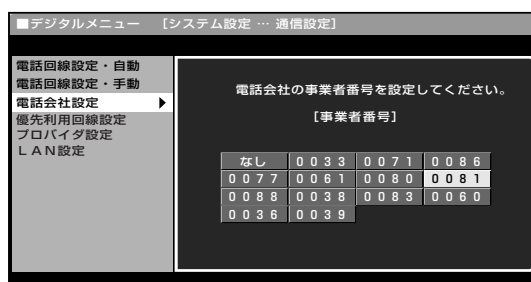 ■デジタルメニュー [システム設定 … 通信設定]
電話回線設定・自動
電話回線設定・手動
電話会社設定 ▶
優先利用回線設定
プロバイダ設定
ＬＡＮ設定
電話会社の事業者番号を設定してください。
[事業者番号]
なし 0033 0071 0086
0077 0061 0080 0081
0088 0038 0083 0060
0036 0039